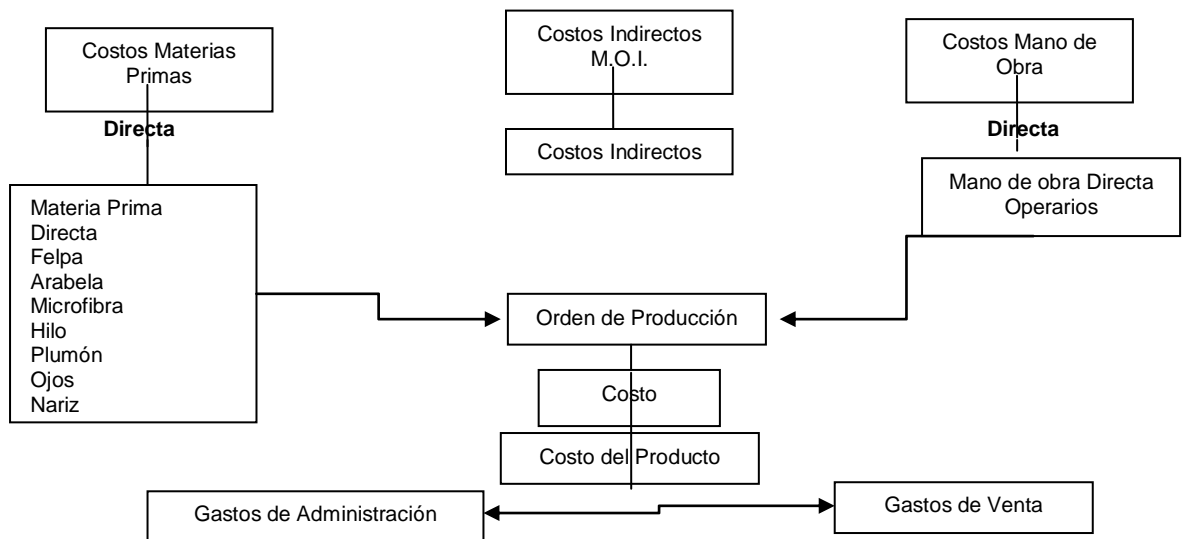 Costos Materias
Primas
Directa
Costos Indirectos
M.O.I.
Costos Indirectos
Costos Mano de
Obra
Directa
Mano de obra Directa
Operarios
Materia Prima
Directa
Felpa
Arabela
Microfibra
Hilo
Plumón
Ojos
Nariz
Orden de Producción
Costo
Costo del Producto
Gastos de Administración
Gastos de Venta